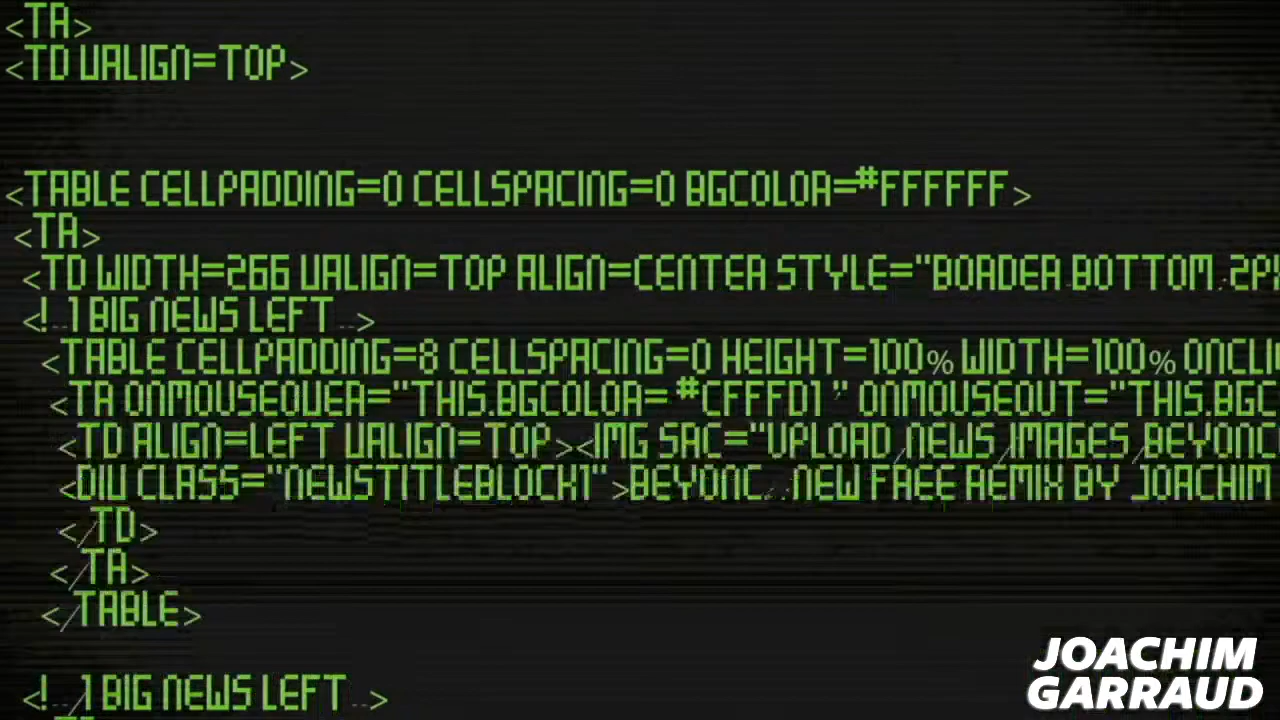 <TR>
<TD VALIGN=TOP>
<TABLE CELLPADDING=0 CELLSPACING=0 BGCOLOR=#FFFFFF>
<TR>
<TD WIDTH=266 VALIGN=TOP ALIGN=CENTER STYLE="BORDER BOTTOM
<!--1 BIG NEWS LEFT-->
<TABLE CELLPADDING=8 CELLSPACING=0 HEIGHT=100% WIDTH=100% ONCLI
<TR ONMOUSEOVER="THIS.BGCOLOR= #CFFFD1 " ONMOUSEOUT="THIS.BGC
<TD ALIGN=LEFT VALIGN=TOP><IMG SRC="UPLOAD/NEWS/IMAGES/BEYONC
<DIV CLASS="NEWSTITLEBLOCK1">BEYONC.. NEW FREE REMIX BY JOACHIM
</TD>
</TR>
</TABLE>
<!--/1 BIG NEWS LEFT-->
JOACHIM
GARRAUD